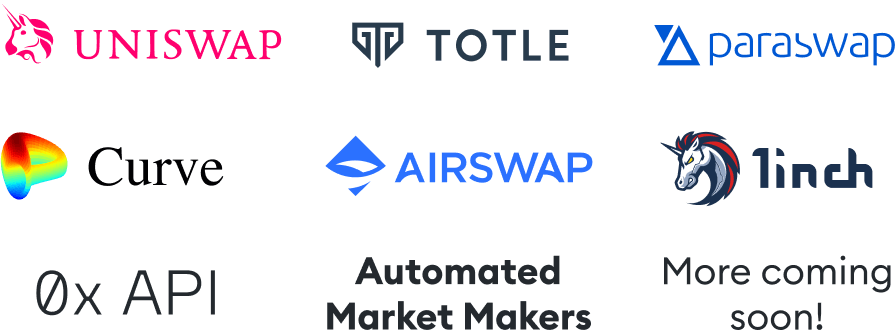 UNISWAP
TOTLE
paraswap
Curve
AIRSWAP
1inch
0x API
Automated
Market Makers
More coming
soon!